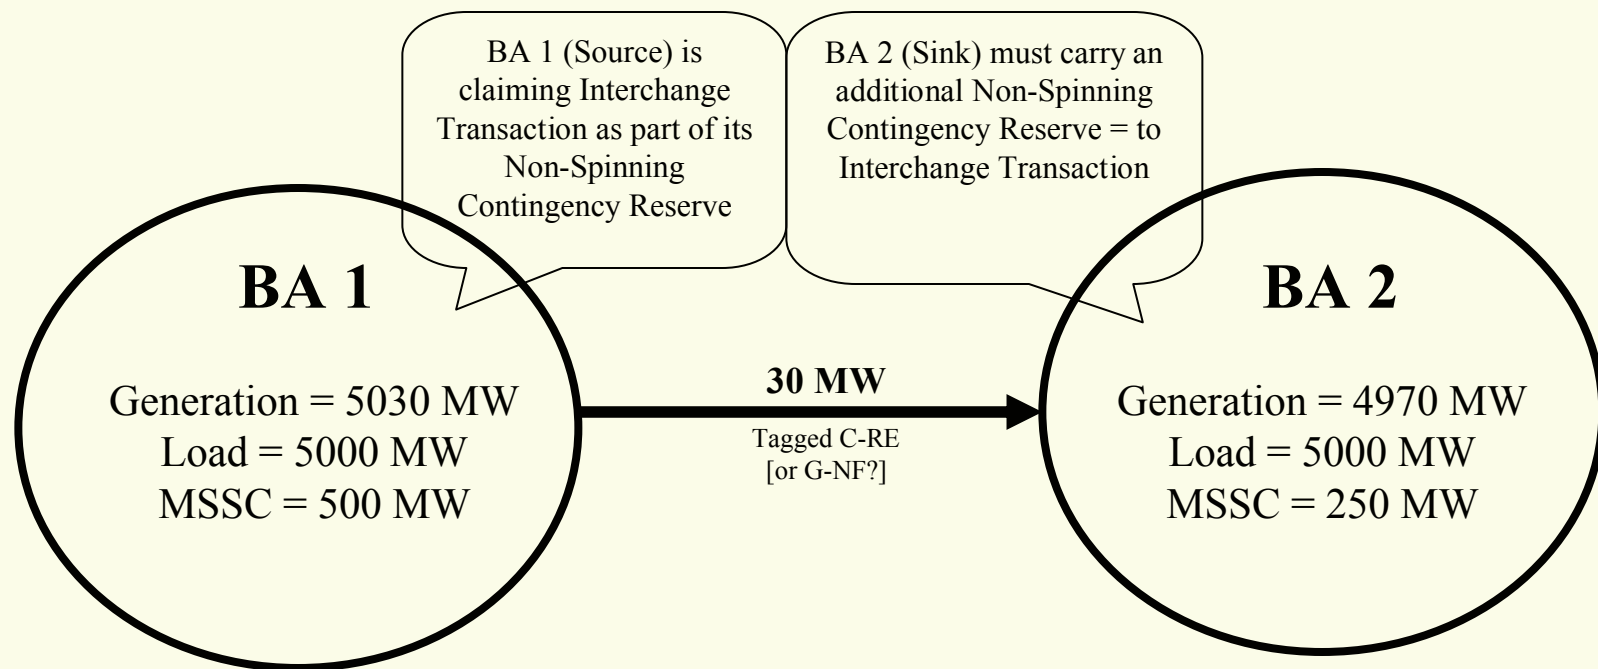 BA 1 (Source) is
claiming Interchange
Transaction as part of its
Non-Spinning
Contingency Reserve
BA 2 (Sink) must carry an
additional Non-Spinning
Contingency Reserve = to
Interchange Transaction
BA 1
Generation = 5030 MW
Load = 5000 MW
MSSC = 500 MW
30 MW
Tagged C-RE
[or G-NF?]
BA 2
Generation = 4970 MW
Load = 5000 MW
MSSC = 250 MW